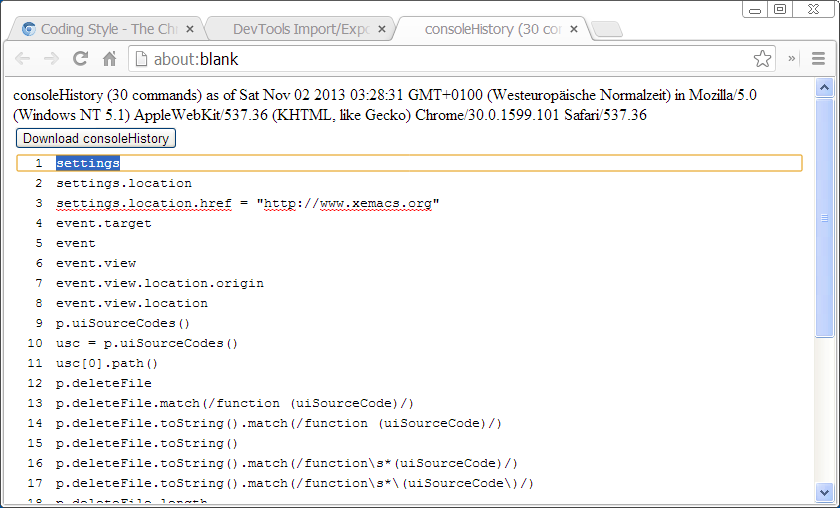 Coding Style - The Chr
DevTools Import/Expo
consoleHistory (30 con
about:blank
consoleHistory (30 commands) as of Sat Nov 02 2013 03:28:31 GMT+0100 (Westeuropäische Normalzeit) in Mozilla/5.0
(Windows NT 5.1) AppleWebKit/537.36 (KHTML, like Gecko) Chrome/30.0.1599.101 Safari/537.36
Download consoleHistory
1 settings
2 settings.location
3 settings.location.href = "http://www.xemacs.org"
4 event.target
5 event
6 event.view
7 event.view.location.origin
8 event.view.location
9 p.uiSourceCodes()
10 usc = p.uiSourceCodes()
11 usc[0].path()
12 p.deleteFile
13 p.deleteFile.match(/function (uiSourceCode)/)
14 p.deleteFile.toString().match(/function (uiSourceCode)/)
15 p.deleteFile.toString()
16 p.deleteFile.toString().match(/function\s*(uiSourceCode)/)
17 p.deleteFile.toString().match(/function\s*\(uiSourceCode\)/)
18 p.deleteFile.length